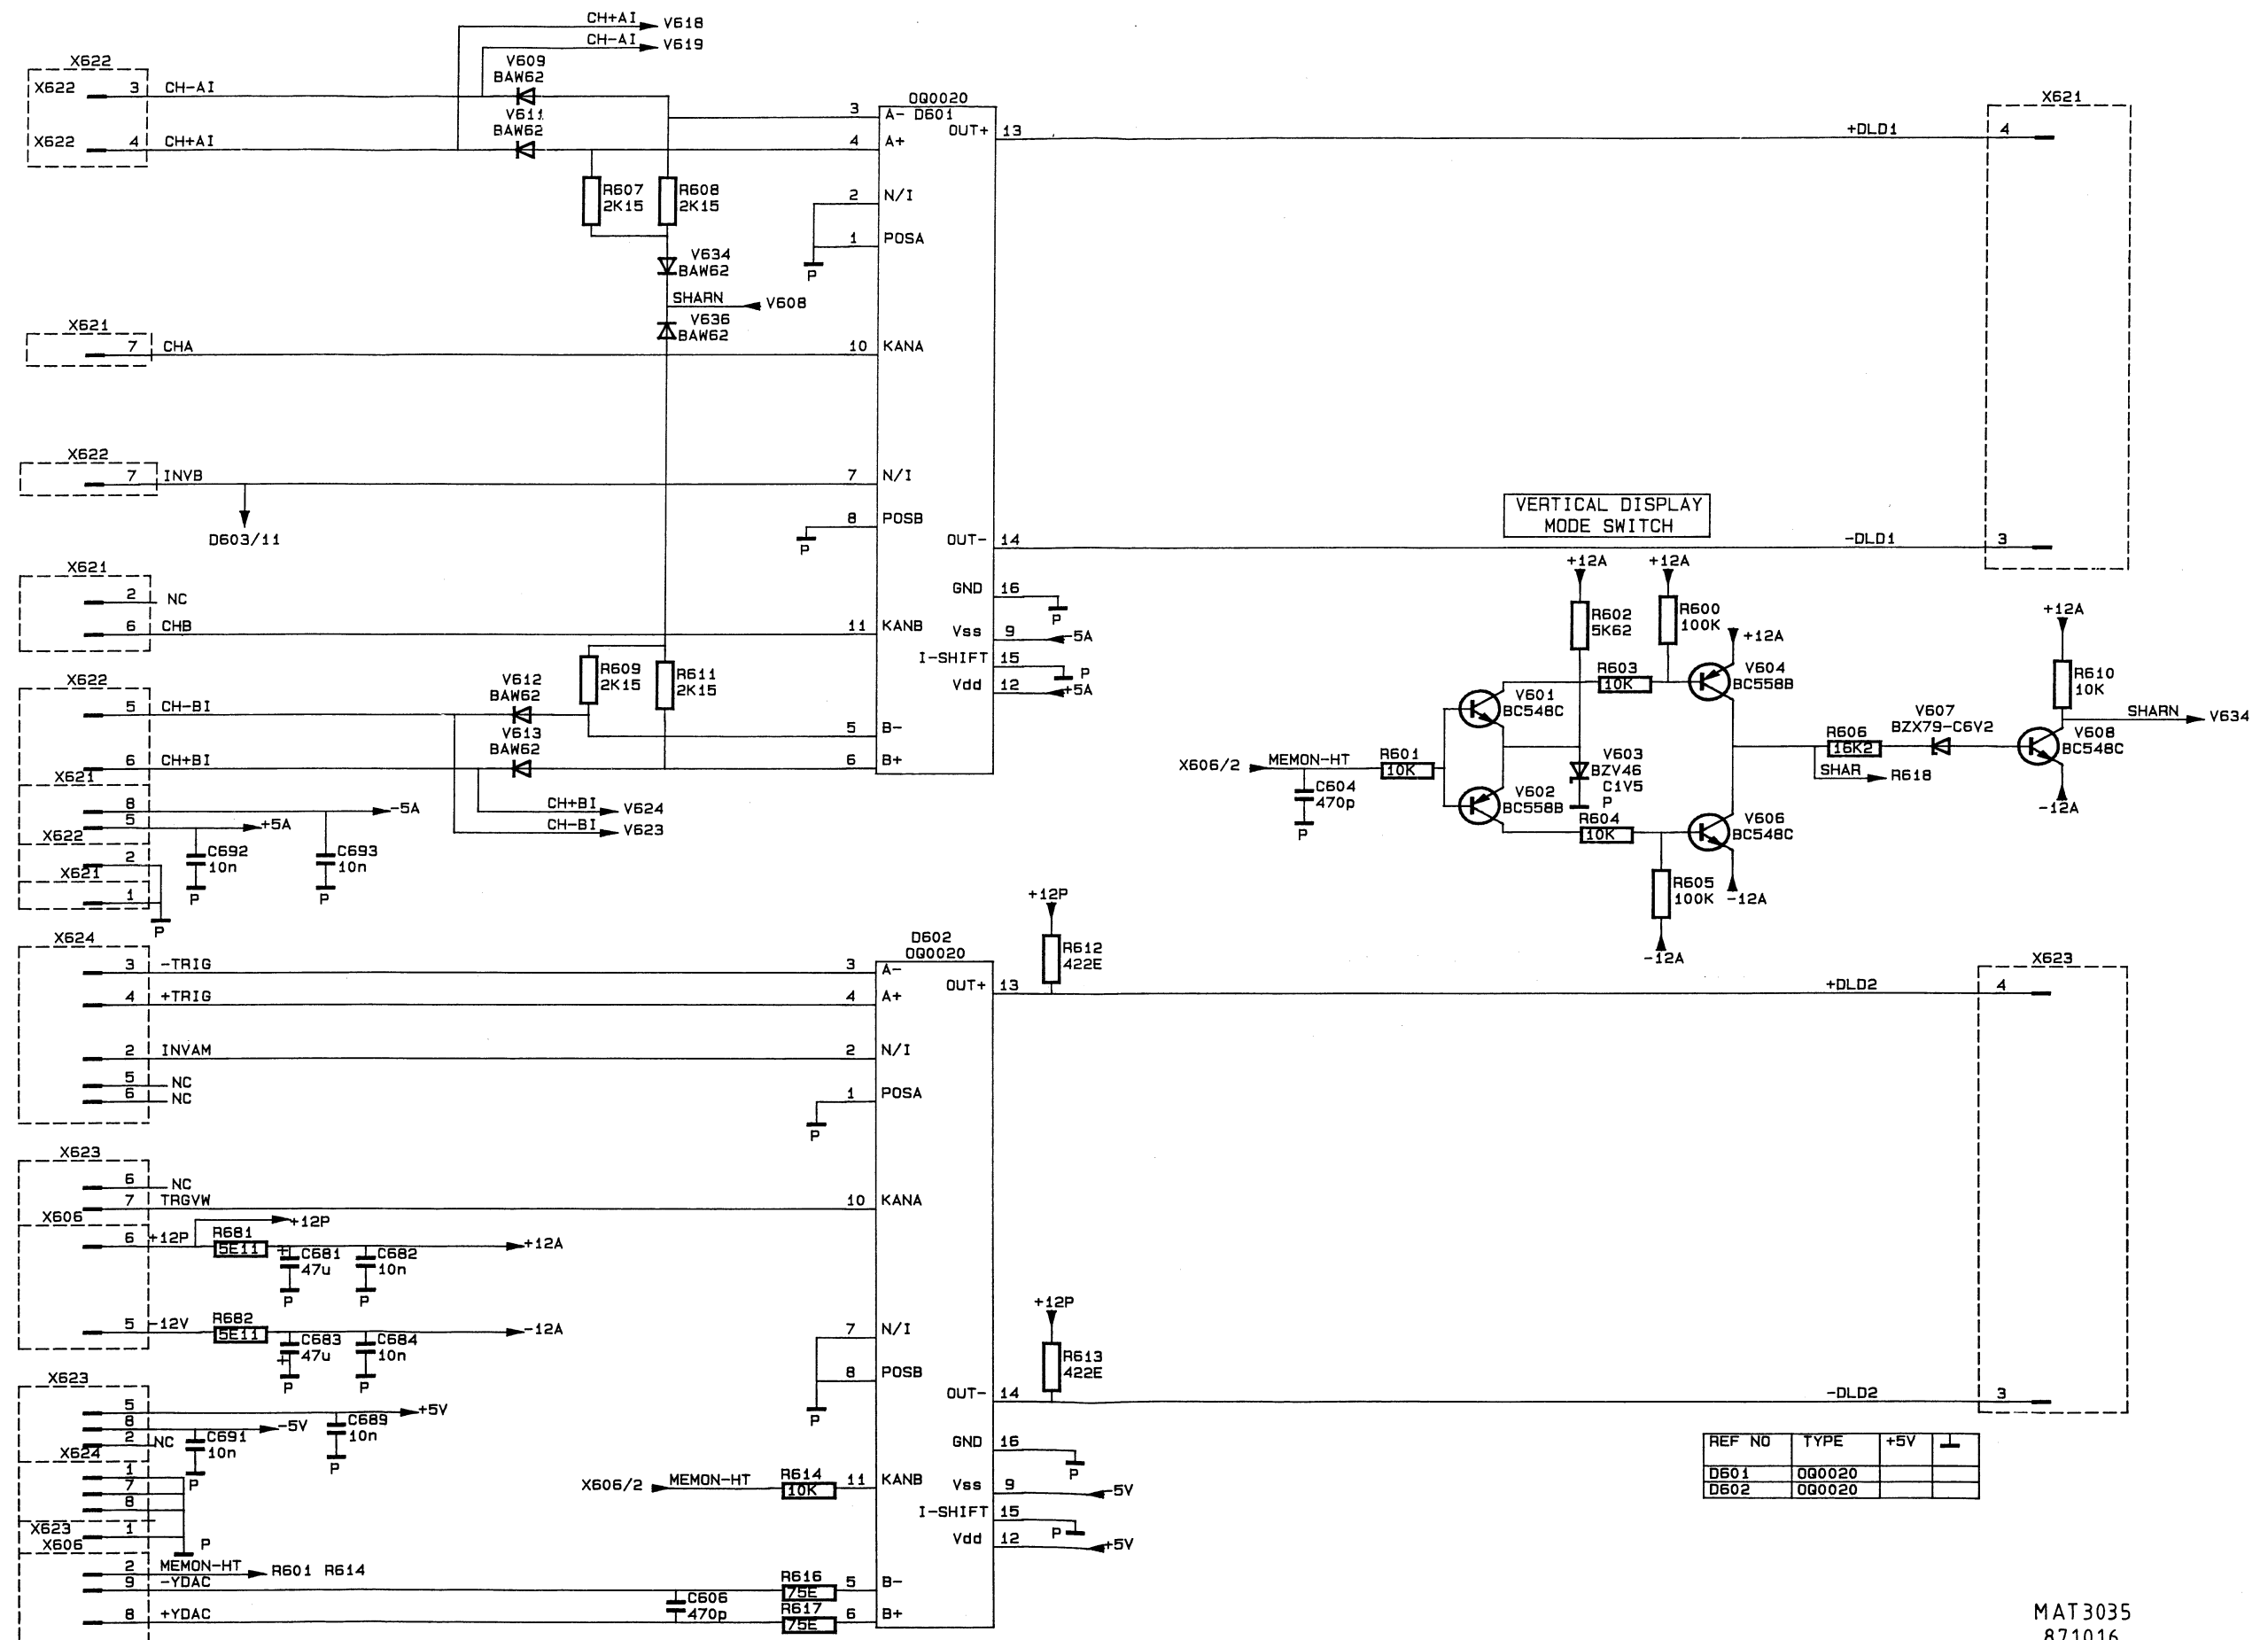 CH+AI V618
CH-AI V619
X622
X622 3 CH-AI
V609
BAW62
X622 4 CH+AI
V611
BAW62
OQ0020
D601
3 A-
4 A+
OUT+ 13
+DLD1
X621
4
R607
2K15
R608
2K15
2 N/I
1 POSA
P
V634
BAW62
SHARN V608
V636
BAW62
X621
7 CHA
10 KANA
X622
7 INVB
D603/11
7 N/I
8 POSB
P
OUT- 14
-DLD1
3
VERTICAL DISPLAY
MODE SWITCH
X621
2 NC
6 CHB
11 KANB
GND 16
P
Vss 9 -5A
I-SHIFT 15 P
Vdd 12 +5A
R609
2K15
R611
2K15
X622
5 CH-BI
V612
BAW62
5 B-
6 CH+BI
V613
BAW62
6 B+
X621
8 -5A
5 +5A
CH+BI V624
CH-BI V623
X622
2
C692
10n
P
C693
10n
P
X621
1
P
+12A
R602
5K62
+12A
R600
100K
+12A
R603
10K
V604
BC558B
V601
BC548C
X606/2 MEMON-HT
R601
10K
C604
470p
P
V603
BZV46
C1V5
P
V602
BC558B
R604
10K
V606
BC548C
R605
100K
-12A
-12A
R606
16K2
V607
BZX79-C6V2
SHAR R618
+12A
R610
10K
SHARN V634
V608
BC548C
-12A
X624
3 -TRIG
4 +TRIG
2 INVAM
5 NC
6 NC
D602
OQ0020
3 A-
4 A+
OUT+ 13
+12P
R612
422E
+DLD2
X623
4
2 N/I
1 POSA
P
X623
6 NC
7 TRGVW
10 KANA
X606
6 +12P
+12P
R681
5E11
+
C681
47u
P
C682
10n
P
+12A
5 -12V
R682
5E11
+
C683
47u
P
C684
10n
P
-12A
7 N/I
8 POSB
P
+12P
R613
422E
OUT- 14
-DLD2
3
X623
5 +5V
8 -5V
2 NC
C691
10n
P
C689
10n
P
X624
1
7
8
X623 1
P
GND 16
P
X606/2 MEMON-HT
R614
10K
11 KANB
Vss 9 -5V
I-SHIFT 15
P
Vdd 12 +5V
X606
2 MEMON-HT R601 R614
9 -YDAC
8 +YDAC
C606
470p
R616
75E
5 B-
R617
75E
6 B+
REF NO TYPE +5V
D601 OQ0020
D602 OQ0020
MAT3035
871016